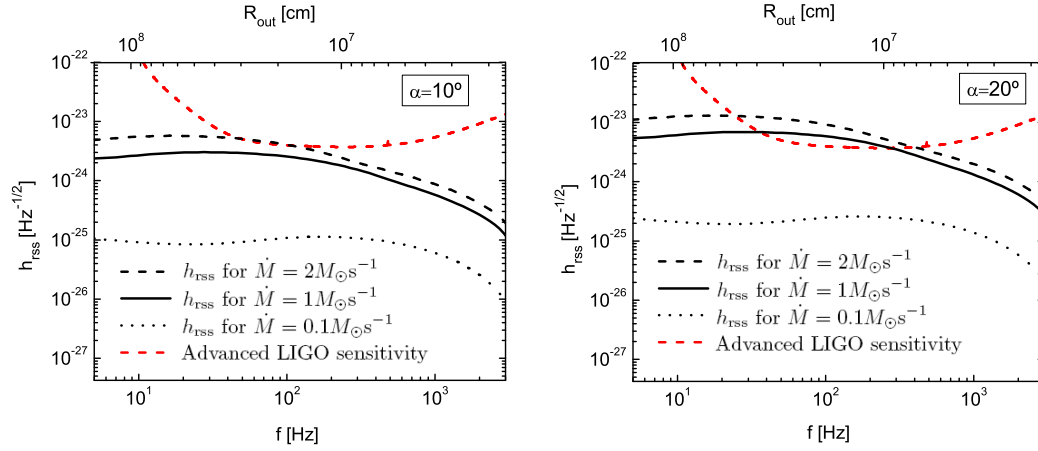 R_out [cm]
10^8 10^7
α=10º
10^-22
10^-23
10^-24
10^-25
10^-26
10^-27
h_rss [Hz^-1/2]
h_rss for Ṁ = 2M_⊙s^−1
h_rss for Ṁ = 1M_⊙s^−1
h_rss for Ṁ = 0.1M_⊙s^−1
Advanced LIGO sensitivity
10^1 10^2 10^3
f [Hz]
R_out [cm]
10^8 10^7
α=20º
10^-22
10^-23
10^-24
10^-25
10^-26
10^-27
h_rss [Hz^-1/2]
h_rss for Ṁ = 2M_⊙s^−1
h_rss for Ṁ = 1M_⊙s^−1
h_rss for Ṁ = 0.1M_⊙s^−1
Advanced LIGO sensitivity
10^1 10^2 10^3
f [Hz]